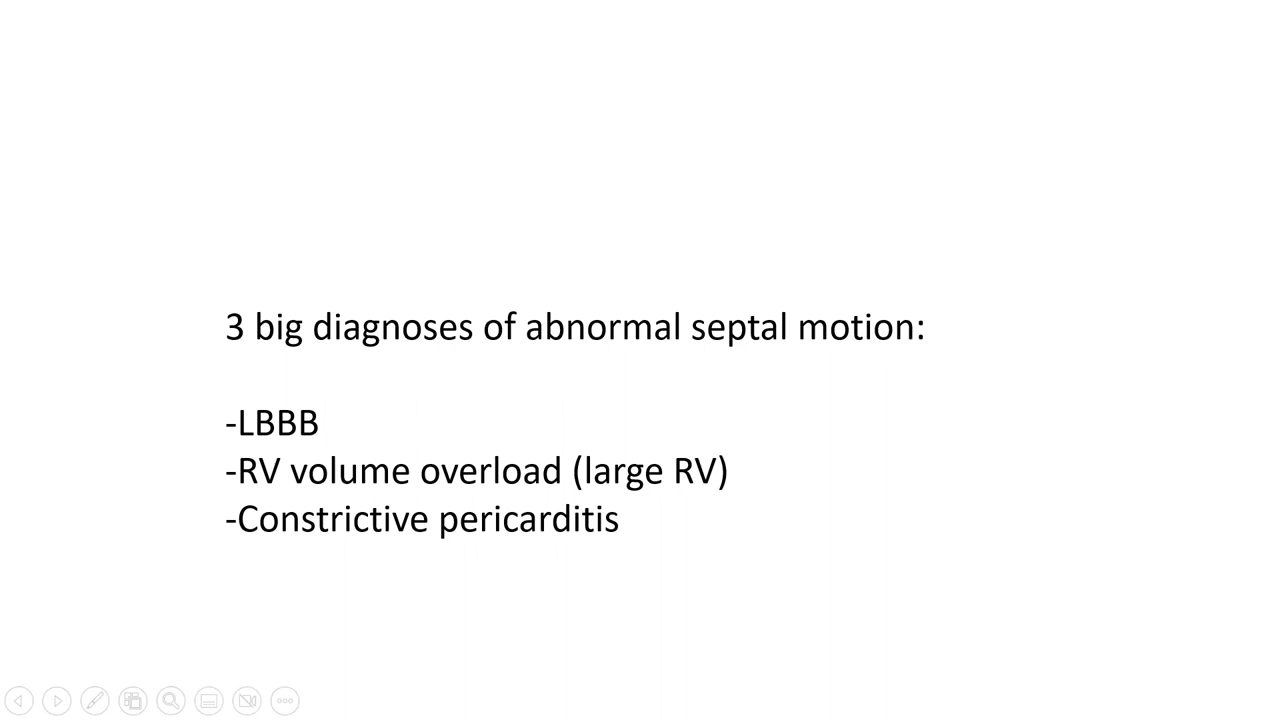 3 big diagnoses of abnormal septal motion:
-LBBB
-RV volume overload (large RV)
-Constrictive pericarditis